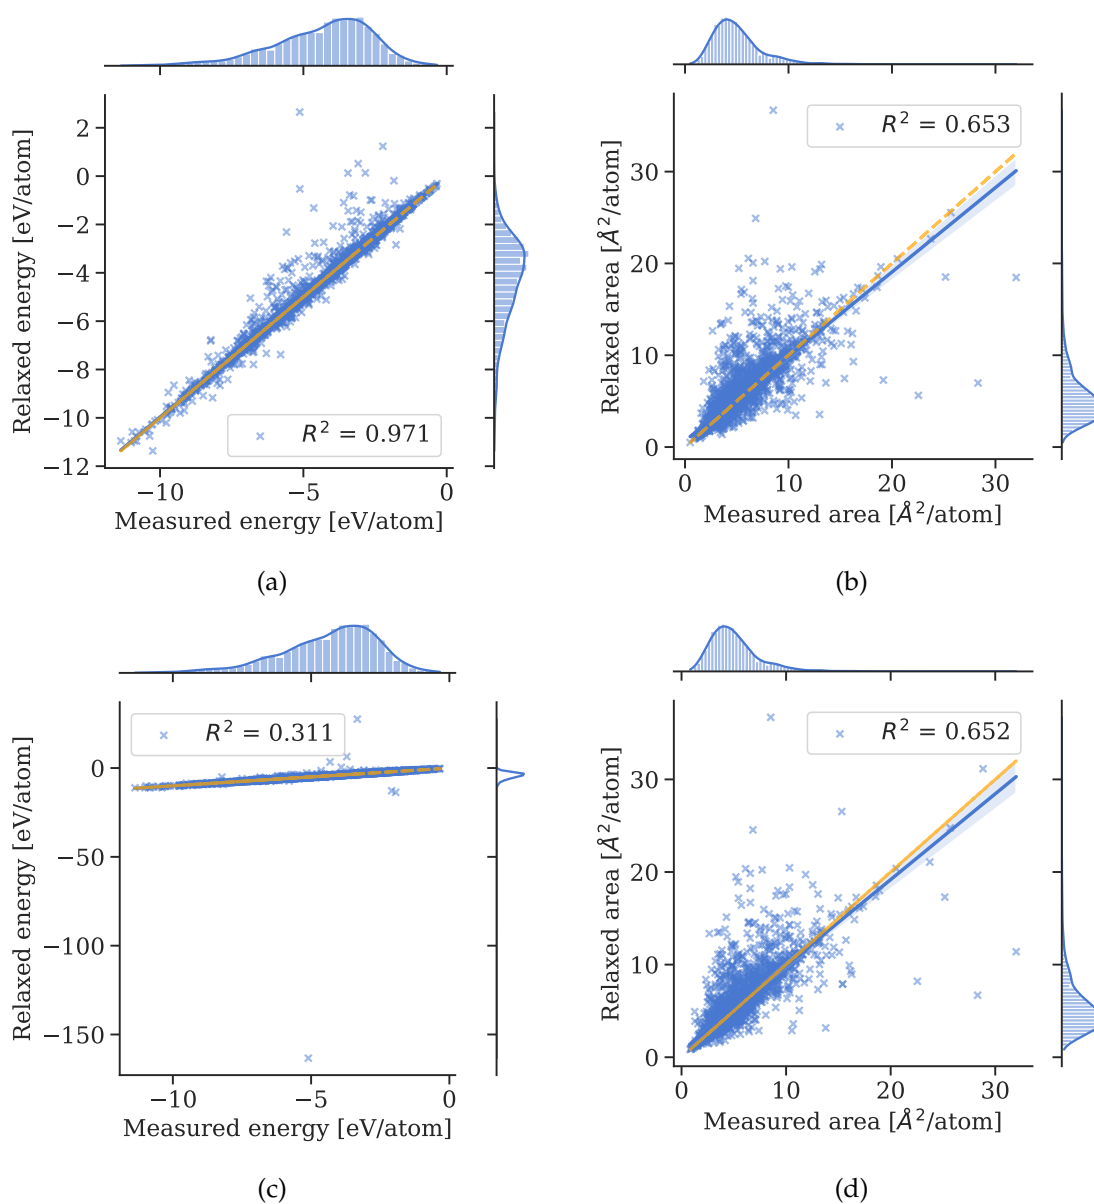 2
0
−2
−4
−6
−8
−10
−12
−10
−5
0
Relaxed energy [eV/atom]
Measured energy [eV/atom]
R² = 0.971
(a)
30
20
10
0
0
10
20
30
Relaxed area [Å²/atom]
Measured area [Å²/atom]
R² = 0.653
(b)
0
−50
−100
−150
−10
−5
0
Relaxed energy [eV/atom]
Measured energy [eV/atom]
R² = 0.311
(c)
30
20
10
0
0
10
20
30
Relaxed area [Å²/atom]
Measured area [Å²/atom]
R² = 0.652
(d)